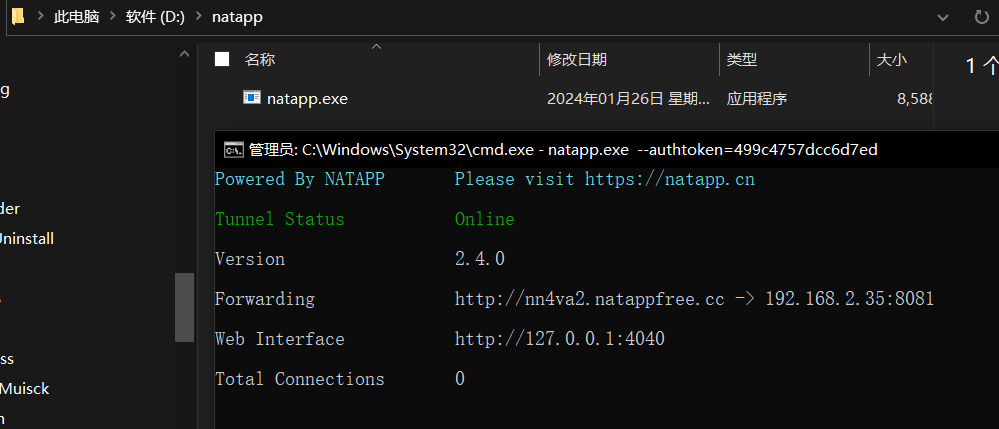 此电脑 > 软件 (D:) > natapp
名称 修改日期 类型 大小
1 个
natapp.exe 2024年01月26日 星期... 应用程序 8,588
g
der
Uninstall
ss
Muisck
管理员: C:\Windows\System32\cmd.exe - natapp.exe --authtoken=499c4757dcc6d7ed
Powered By NATAPP Please visit https://natapp.cn
Tunnel Status Online
Version 2.4.0
Forwarding http://nn4va2.natappfree.cc -> 192.168.2.35:8081
Web Interface http://127.0.0.1:4040
Total Connections 0